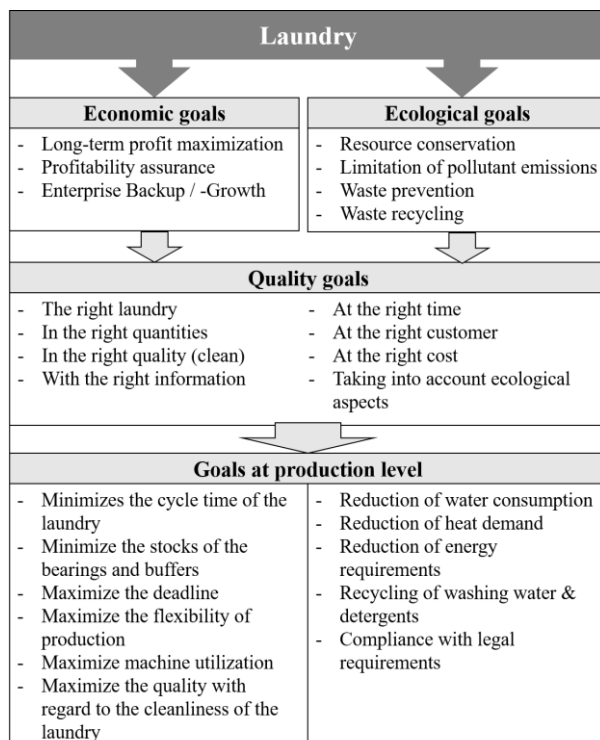 Laundry
Economic goals
- Long-term profit maximization
- Profitability assurance
- Enterprise Backup / -Growth
Ecological goals
- Resource conservation
- Limitation of pollutant emissions
- Waste prevention
- Waste recycling
Quality goals
- The right laundry
- In the right quantities
- In the right quality (clean)
- With the right information
- At the right time
- At the right customer
- At the right cost
- Taking into account ecological
aspects
Goals at production level
- Minimizes the cycle time of the
laundry
- Minimize the stocks of the
bearings and buffers
- Maximize the deadline
- Maximize the flexibility of
production
- Maximize machine utilization
- Maximize the quality with
regard to the cleanliness of the
laundry
- Reduction of water consumption
- Reduction of heat demand
- Reduction of energy
requirements
- Recycling of washing water &
detergents
- Compliance with legal
requirements